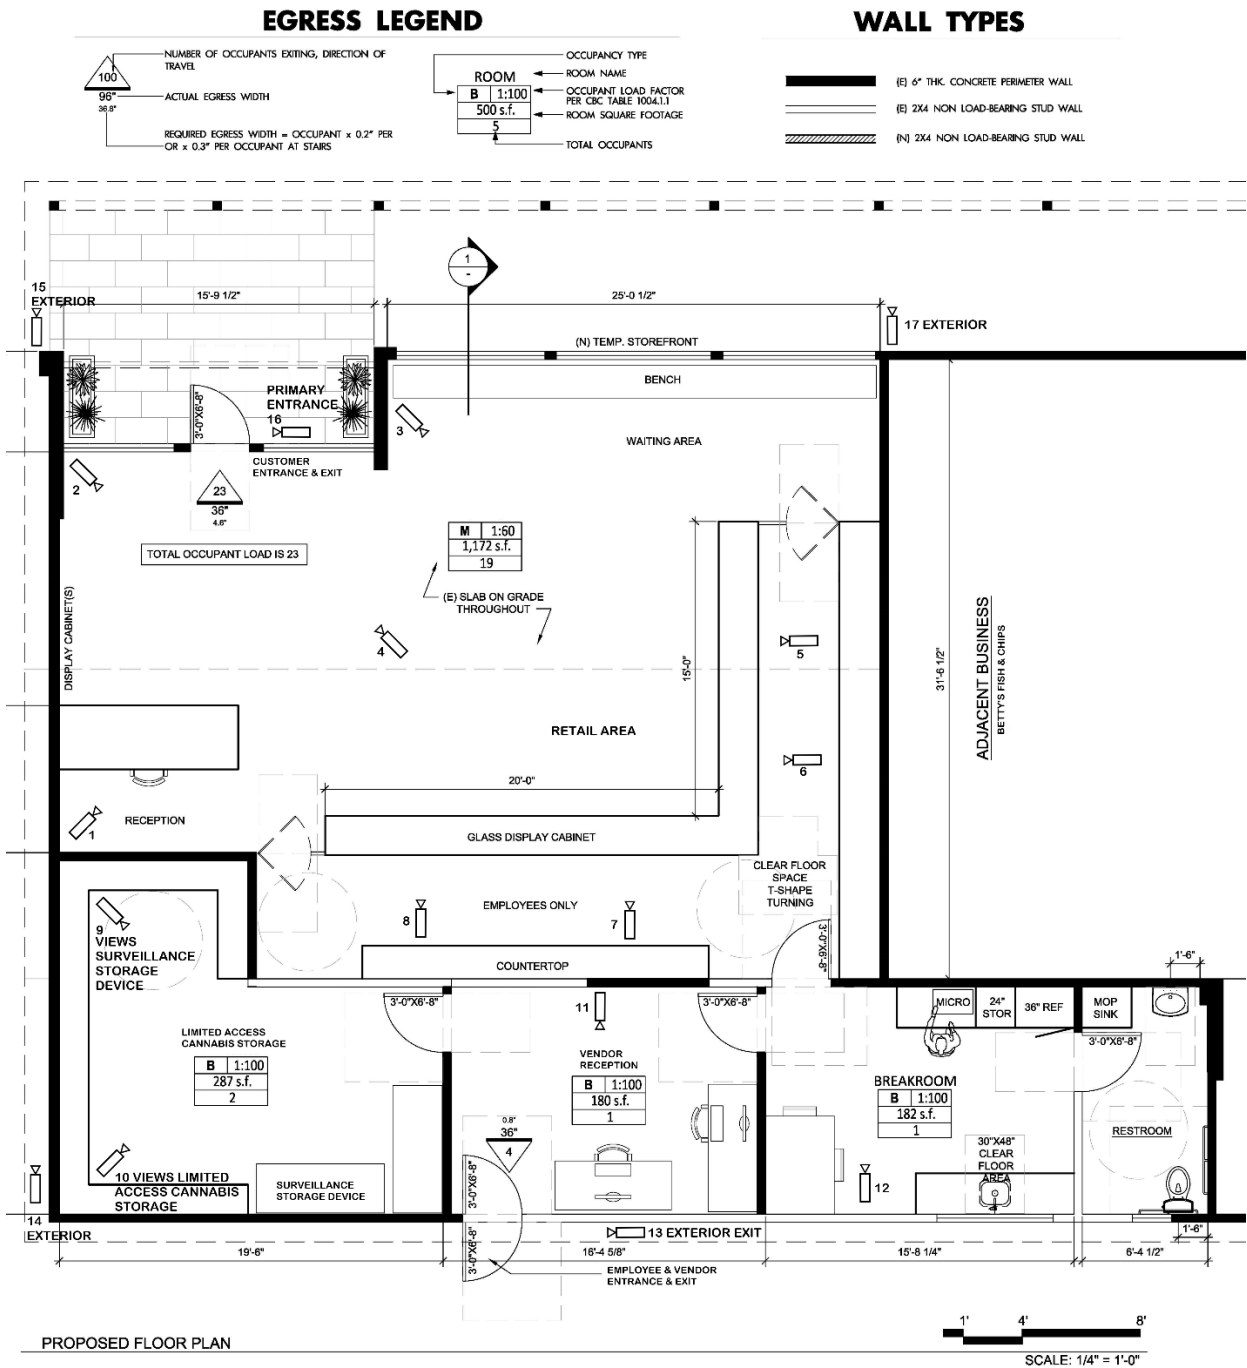 EGRESS LEGEND
NUMBER OF OCCUPANTS EXITING, DIRECTION OF
TRAVEL
100
96"
36.8"
ACTUAL EGRESS WIDTH
REQUIRED EGRESS WIDTH = OCCUPANT x 0.2" PER
OR x 0.3" PER OCCUPANT AT STAIRS
ROOM
B 1:100
500 s.f.
5
OCCUPANCY TYPE
ROOM NAME
OCCUPANT LOAD FACTOR
PER CBC TABLE 1004.1.1
ROOM SQUARE FOOTAGE
TOTAL OCCUPANTS
WALL TYPES
(E) 6" THK. CONCRETE PERIMETER WALL
(E) 2X4 NON LOAD-BEARING STUD WALL
(N) 2X4 NON LOAD-BEARING STUD WALL
1
-
15
EXTERIOR
15'-9 1/2"
25'-0 1/2"
17 EXTERIOR
(N) TEMP. STOREFRONT
BENCH
PRIMARY
ENTRANCE
16
3'-0"X6'-8"
3
WAITING AREA
CUSTOMER
ENTRANCE & EXIT
2
23
36"
4.6"
TOTAL OCCUPANT LOAD IS 23
M 1:60
1,172 s.f.
19
(E) SLAB ON GRADE
THROUGHOUT
DISPLAY CABINET(S)
4
5
15'-0"
31'-6 1/2"
ADJACENT BUSINESS
BETTY'S FISH & CHIPS
RETAIL AREA
6
20'-0"
RECEPTION
1
GLASS DISPLAY CABINET
CLEAR FLOOR
SPACE
T-SHAPE
TURNING
EMPLOYEES ONLY
8
7
9
VIEWS
SURVEILLANCE
STORAGE
DEVICE
COUNTERTOP
3'-0"X6'-8"
1'-6"
3'-0"X6'-8"
3'-0"X6'-8"
11
MICRO
24"
STOR
36" REF
MOP
SINK
3'-0"X6'-8"
LIMITED ACCESS
CANNABIS STORAGE
B 1:100
287 s.f.
2
VENDOR
RECEPTION
B 1:100
180 s.f.
1
BREAKROOM
B 1:100
182 s.f.
1
RESTROOM
0.8"
36"
4
30"X48"
CLEAR
FLOOR
AREA
10 VIEWS LIMITED
ACCESS CANNABIS
STORAGE
SURVEILLANCE
STORAGE DEVICE
3'-0"X6'-8"
12
14
EXTERIOR
3'-0"X6'-8"
13 EXTERIOR EXIT
1'-6"
19'-6"
16'-4 5/8"
15'-8 1/4"
6'-4 1/2"
EMPLOYEE & VENDOR
ENTRANCE & EXIT
PROPOSED FLOOR PLAN
1' 4' 8'
SCALE: 1/4" = 1'-0"